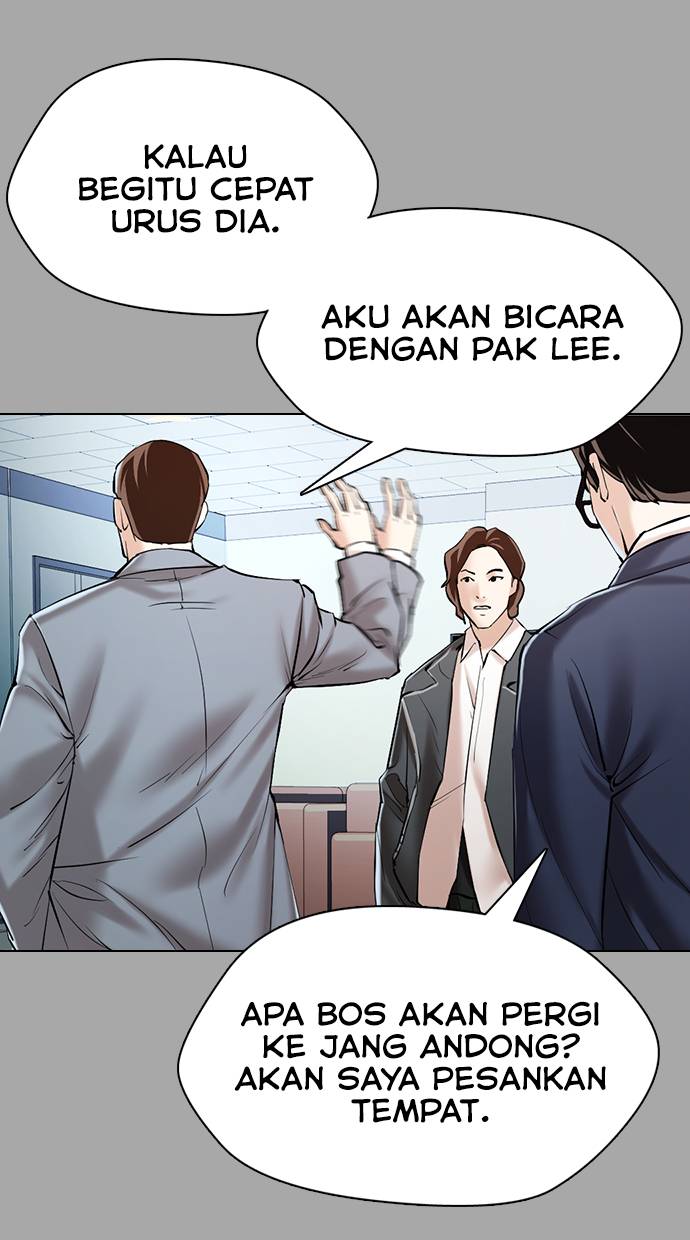 KALAU
BEGITU CEPAT
URUS DIA.
AKU AKAN BICARA
DENGAN PAK LEE.
APA BOS AKAN PERGI
KE JANG ANDONG?
AKAN SAYA PESANKAN
TEMPAT.